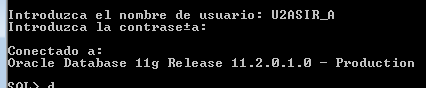 Introduzca el nombre de usuario: U2ASIR_A
Introduzca la contrase±a:
Conectado a:
Oracle Database 11g Release 11.2.0.1.0 - Production
SQL> d